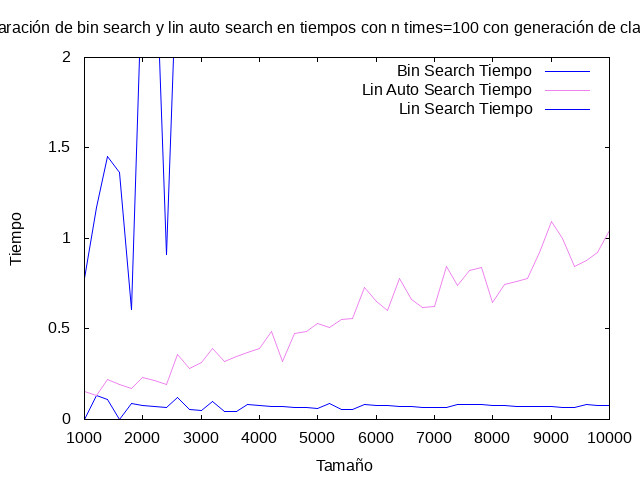 aración de bin search y lin auto search en tiempos con n times=100 con generación de cla
2
Bin Search Tiempo
Lin Auto Search Tiempo
Lin Search Tiempo
1.5
1
Tiempo
0.5
0
1000 2000 3000 4000 5000 6000 7000 8000 9000 10000
Tamaño